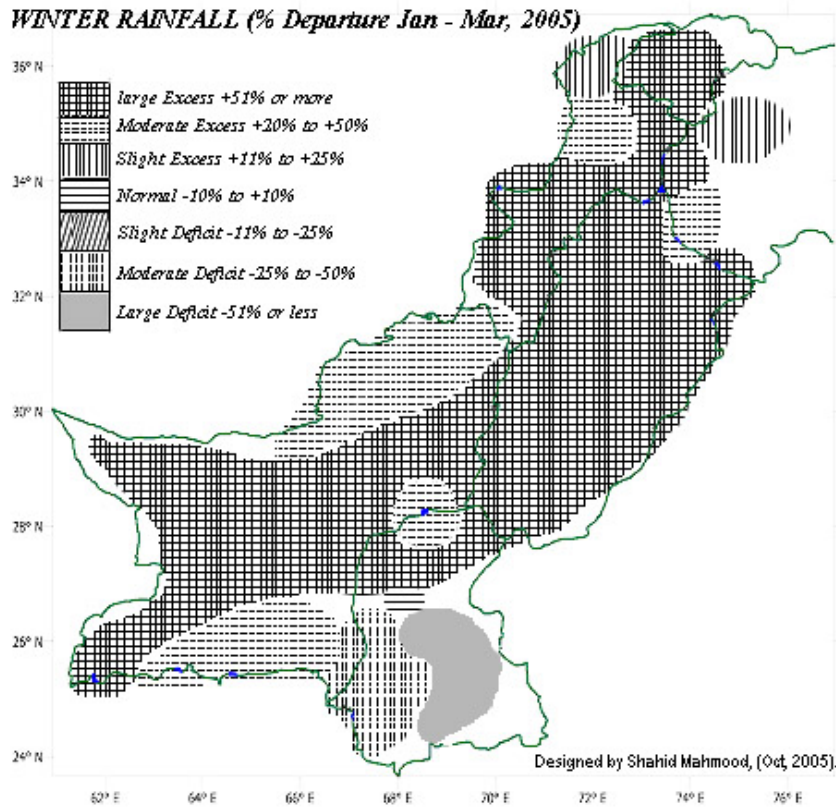 WINTER RAINFALL (% Departure Jan - Mar, 2005)
36° N
large Excess +51% or more
Moderate Excess +20% to +50%
Slight Excess +11% to +25%
34° N
Normal -10% to +10%
Slight Deficit -11% to -25%
Moderate Deficit -25% to -50%
32° N
Large Deficit -51% or less
30° N
28° N
26° N
24° N
Designed by Shahid Mahmood, (Oct, 2005).
62° E 64° E 66° E 68° E 70° E 72° E 74° E 76° E